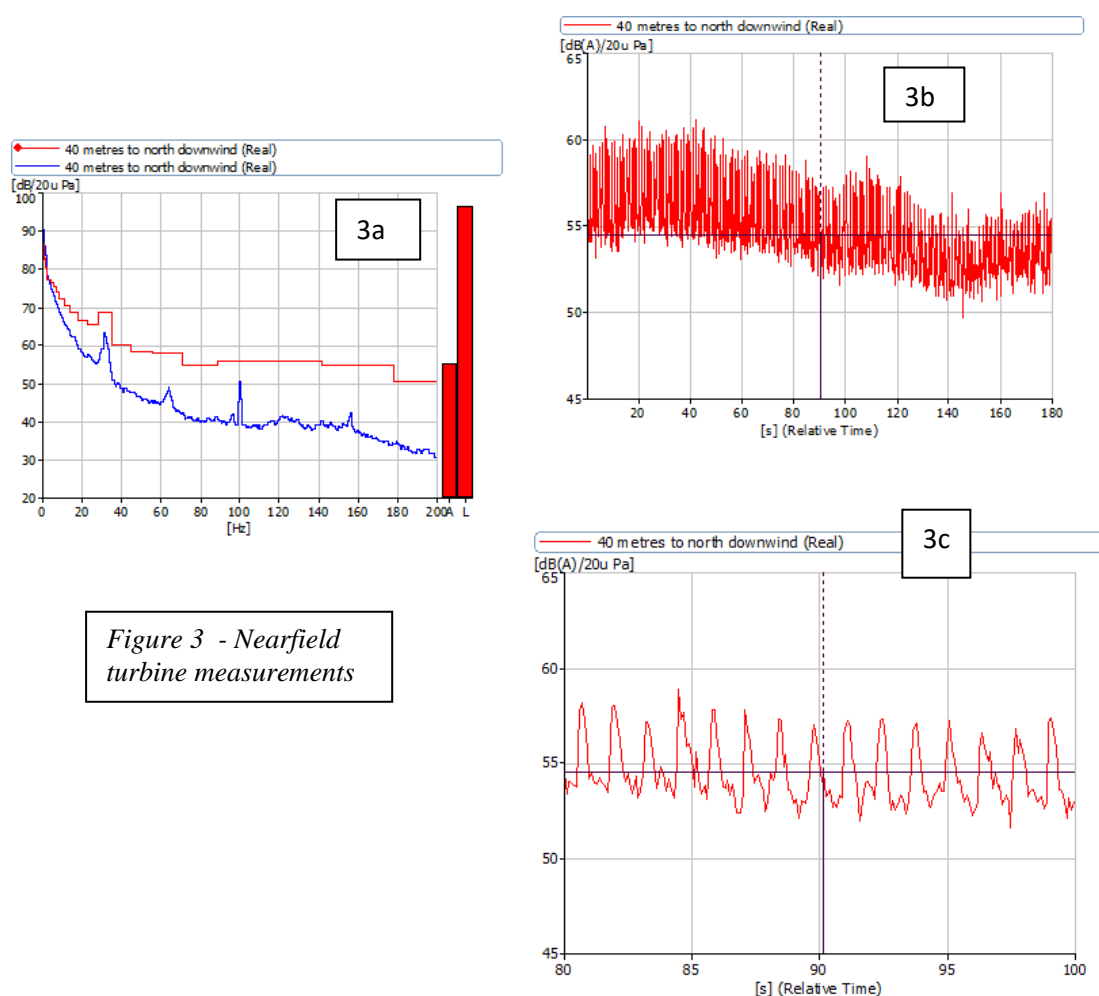 40 metres to north downwind (Real)
40 metres to north downwind (Real)
[dB/20u Pa]
100
90
80
70
60
50
40
30
20
0 20 40 60 80 100 120 140 160 180 200 A L
[Hz]
3a
40 metres to north downwind (Real)
[dB(A)/20u Pa]
65
60
55
50
45
20 40 60 80 100 120 140 160 180
[s] (Relative Time)
3b
Figure 3 - Nearfield
turbine measurements
40 metres to north downwind (Real)
3c
[dB(A)/20u Pa]
65
60
55
50
45
80 85 90 95 100
[s] (Relative Time)